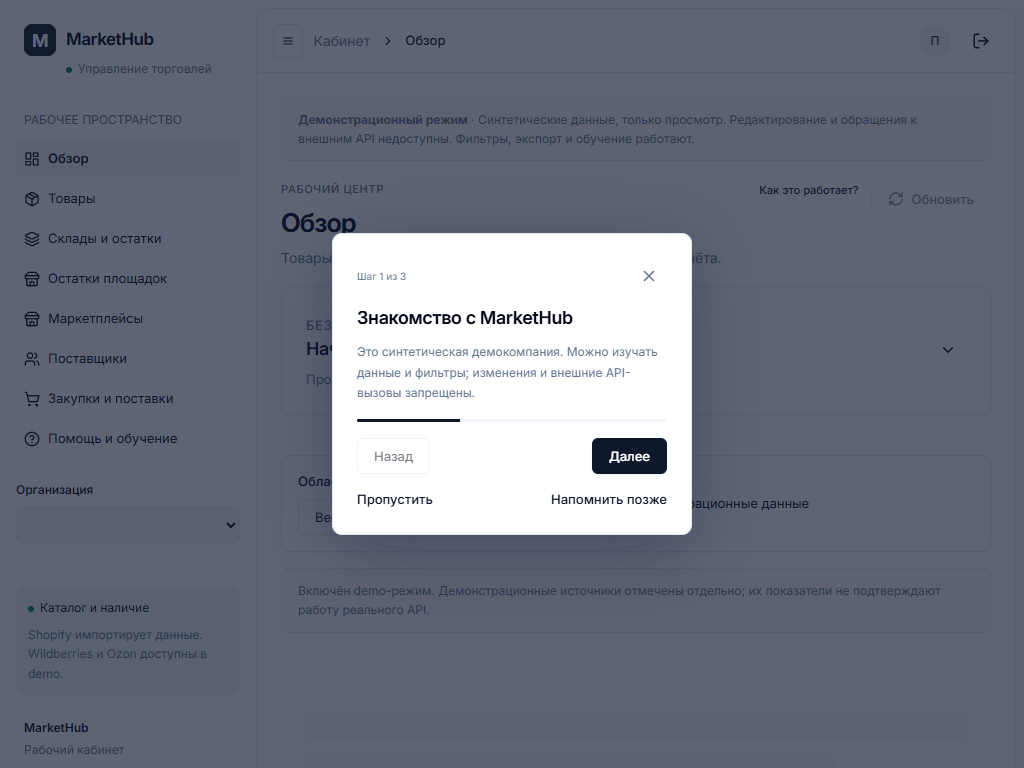 M MarketHub
Управление торговлей
РАБОЧЕЕ ПРОСТРАНСТВО
Обзор
Товары
Склады и остатки
Остатки площадок
Маркетплейсы
Поставщики
Закупки и поставки
Помощь и обучение
Организация
Каталог и наличие
Shopify импортирует данные.
Wildberries и Ozon доступны в
demo.
MarketHub
Рабочий кабинет
Кабинет > Обзор
П
Демонстрационный режим · Синтетические данные, только просмотр. Редактирование и обращения к
внешним API недоступны. Фильтры, экспорт и обучение работают.
РАБОЧИЙ ЦЕНТР
Как это работает?
Обновить
Обзор
Товары
Шаг 1 из 3
Знакомство с MarketHub
Это синтетическая демокомпания. Можно изучать
данные и фильтры; изменения и внешние API-
вызовы запрещены.
Назад
Далее
Пропустить
Напомнить позже
данные
Включён demo-режим. Демонстрационные источники отмечены отдельно; их показатели не подтверждают
работу реального API.